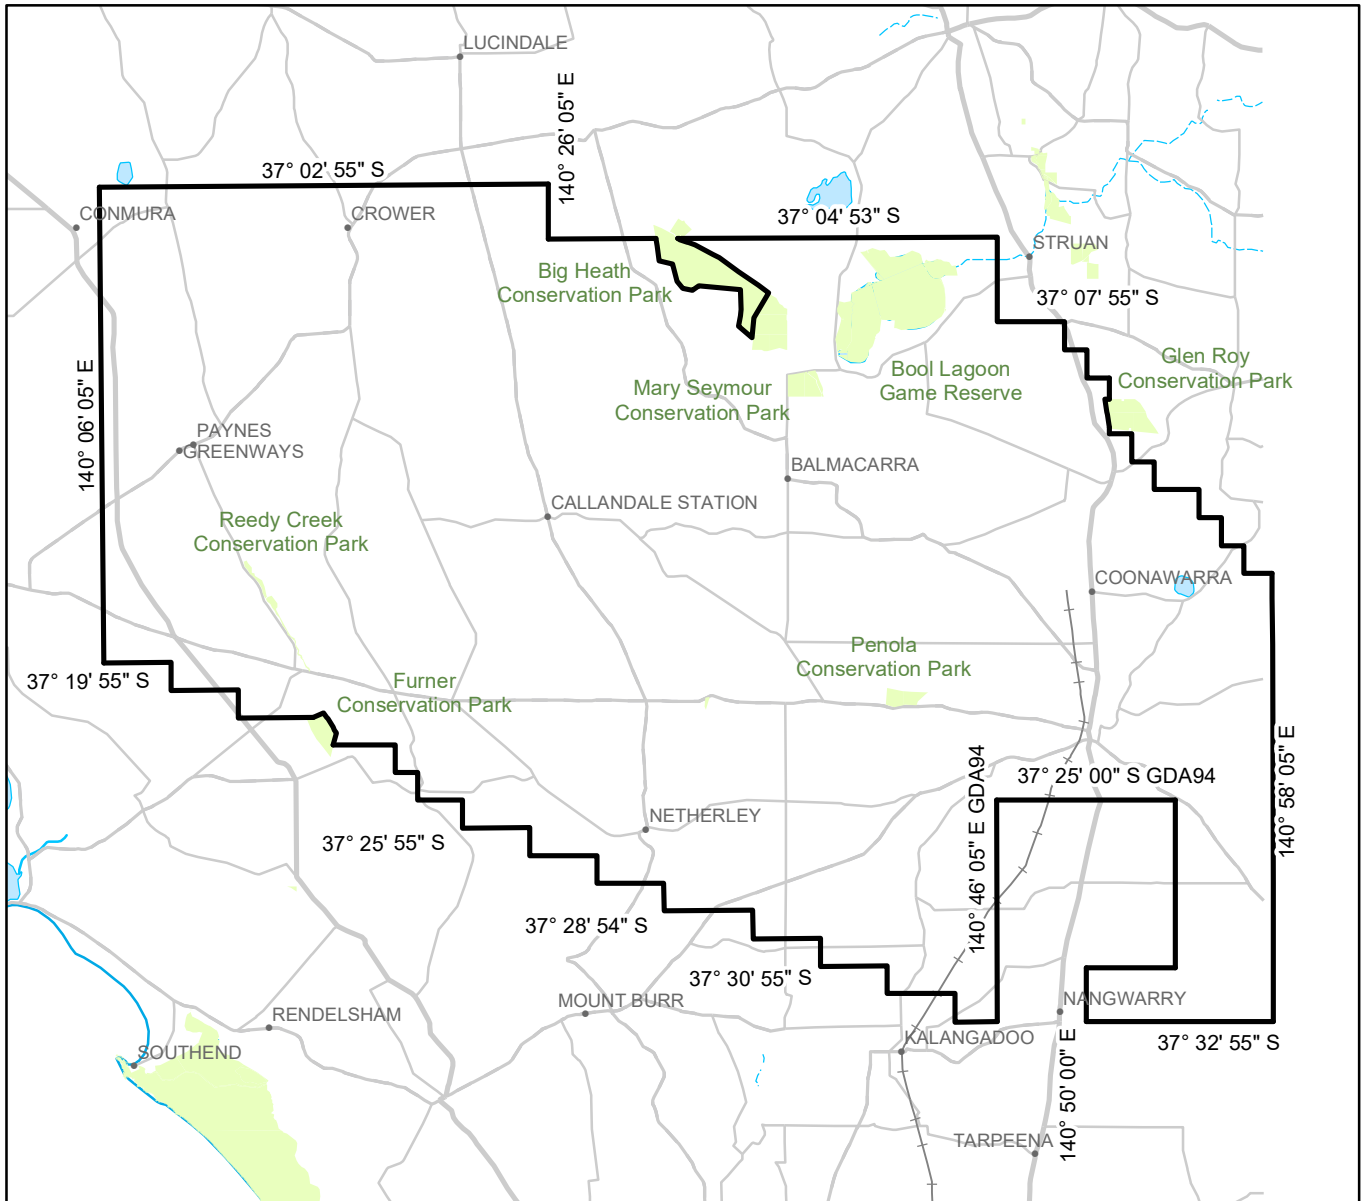 LUCINDALE
140° 26' 05" E
37° 02' 55" S
CONMURA
CROWER
37° 04' 53" S
STRUAN
Big Heath
Conservation Park
37° 07' 55" S
Glen Roy
Conservation Park
Bool Lagoon
Game Reserve
Mary Seymour
Conservation Park
140° 06' 05" E
PAYNES
GREENWAYS
BALMACARRA
CALLANDALE STATION
Reedy Creek
Conservation Park
COONAWARRA
Penola
Conservation Park
37° 19' 55" S
Furner
Conservation Park
140° 46' 05" E GDA94
37° 25' 00" S GDA94
140° 58' 05" E
NETHERLEY
37° 25' 55" S
37° 28' 54" S
37° 30' 55" S
MOUNT BURR
NANGWARRY
RENDELSHAM
KALANGADOO
37° 32' 55" S
SOUTHEND
140° 50' 00" E
TARPEENA